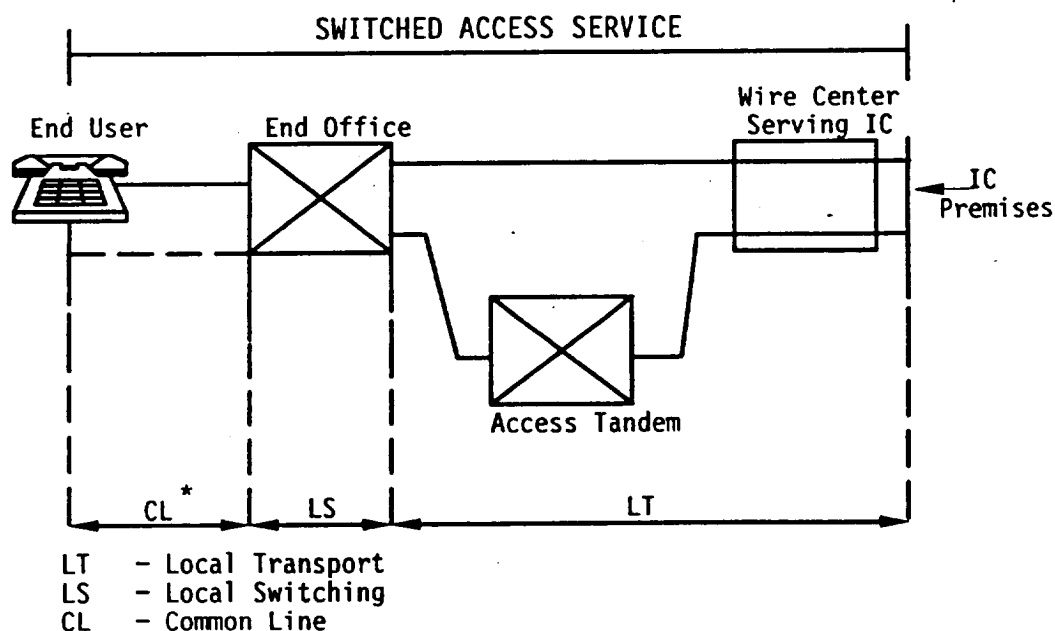 SWITCHED ACCESS SERVICE
Wire Center
Serving IC
End User
End Office
IC
Premises
Access Tandem
CL *
LS
LT
LT - Local Transport
LS - Local Switching
CL - Common Line